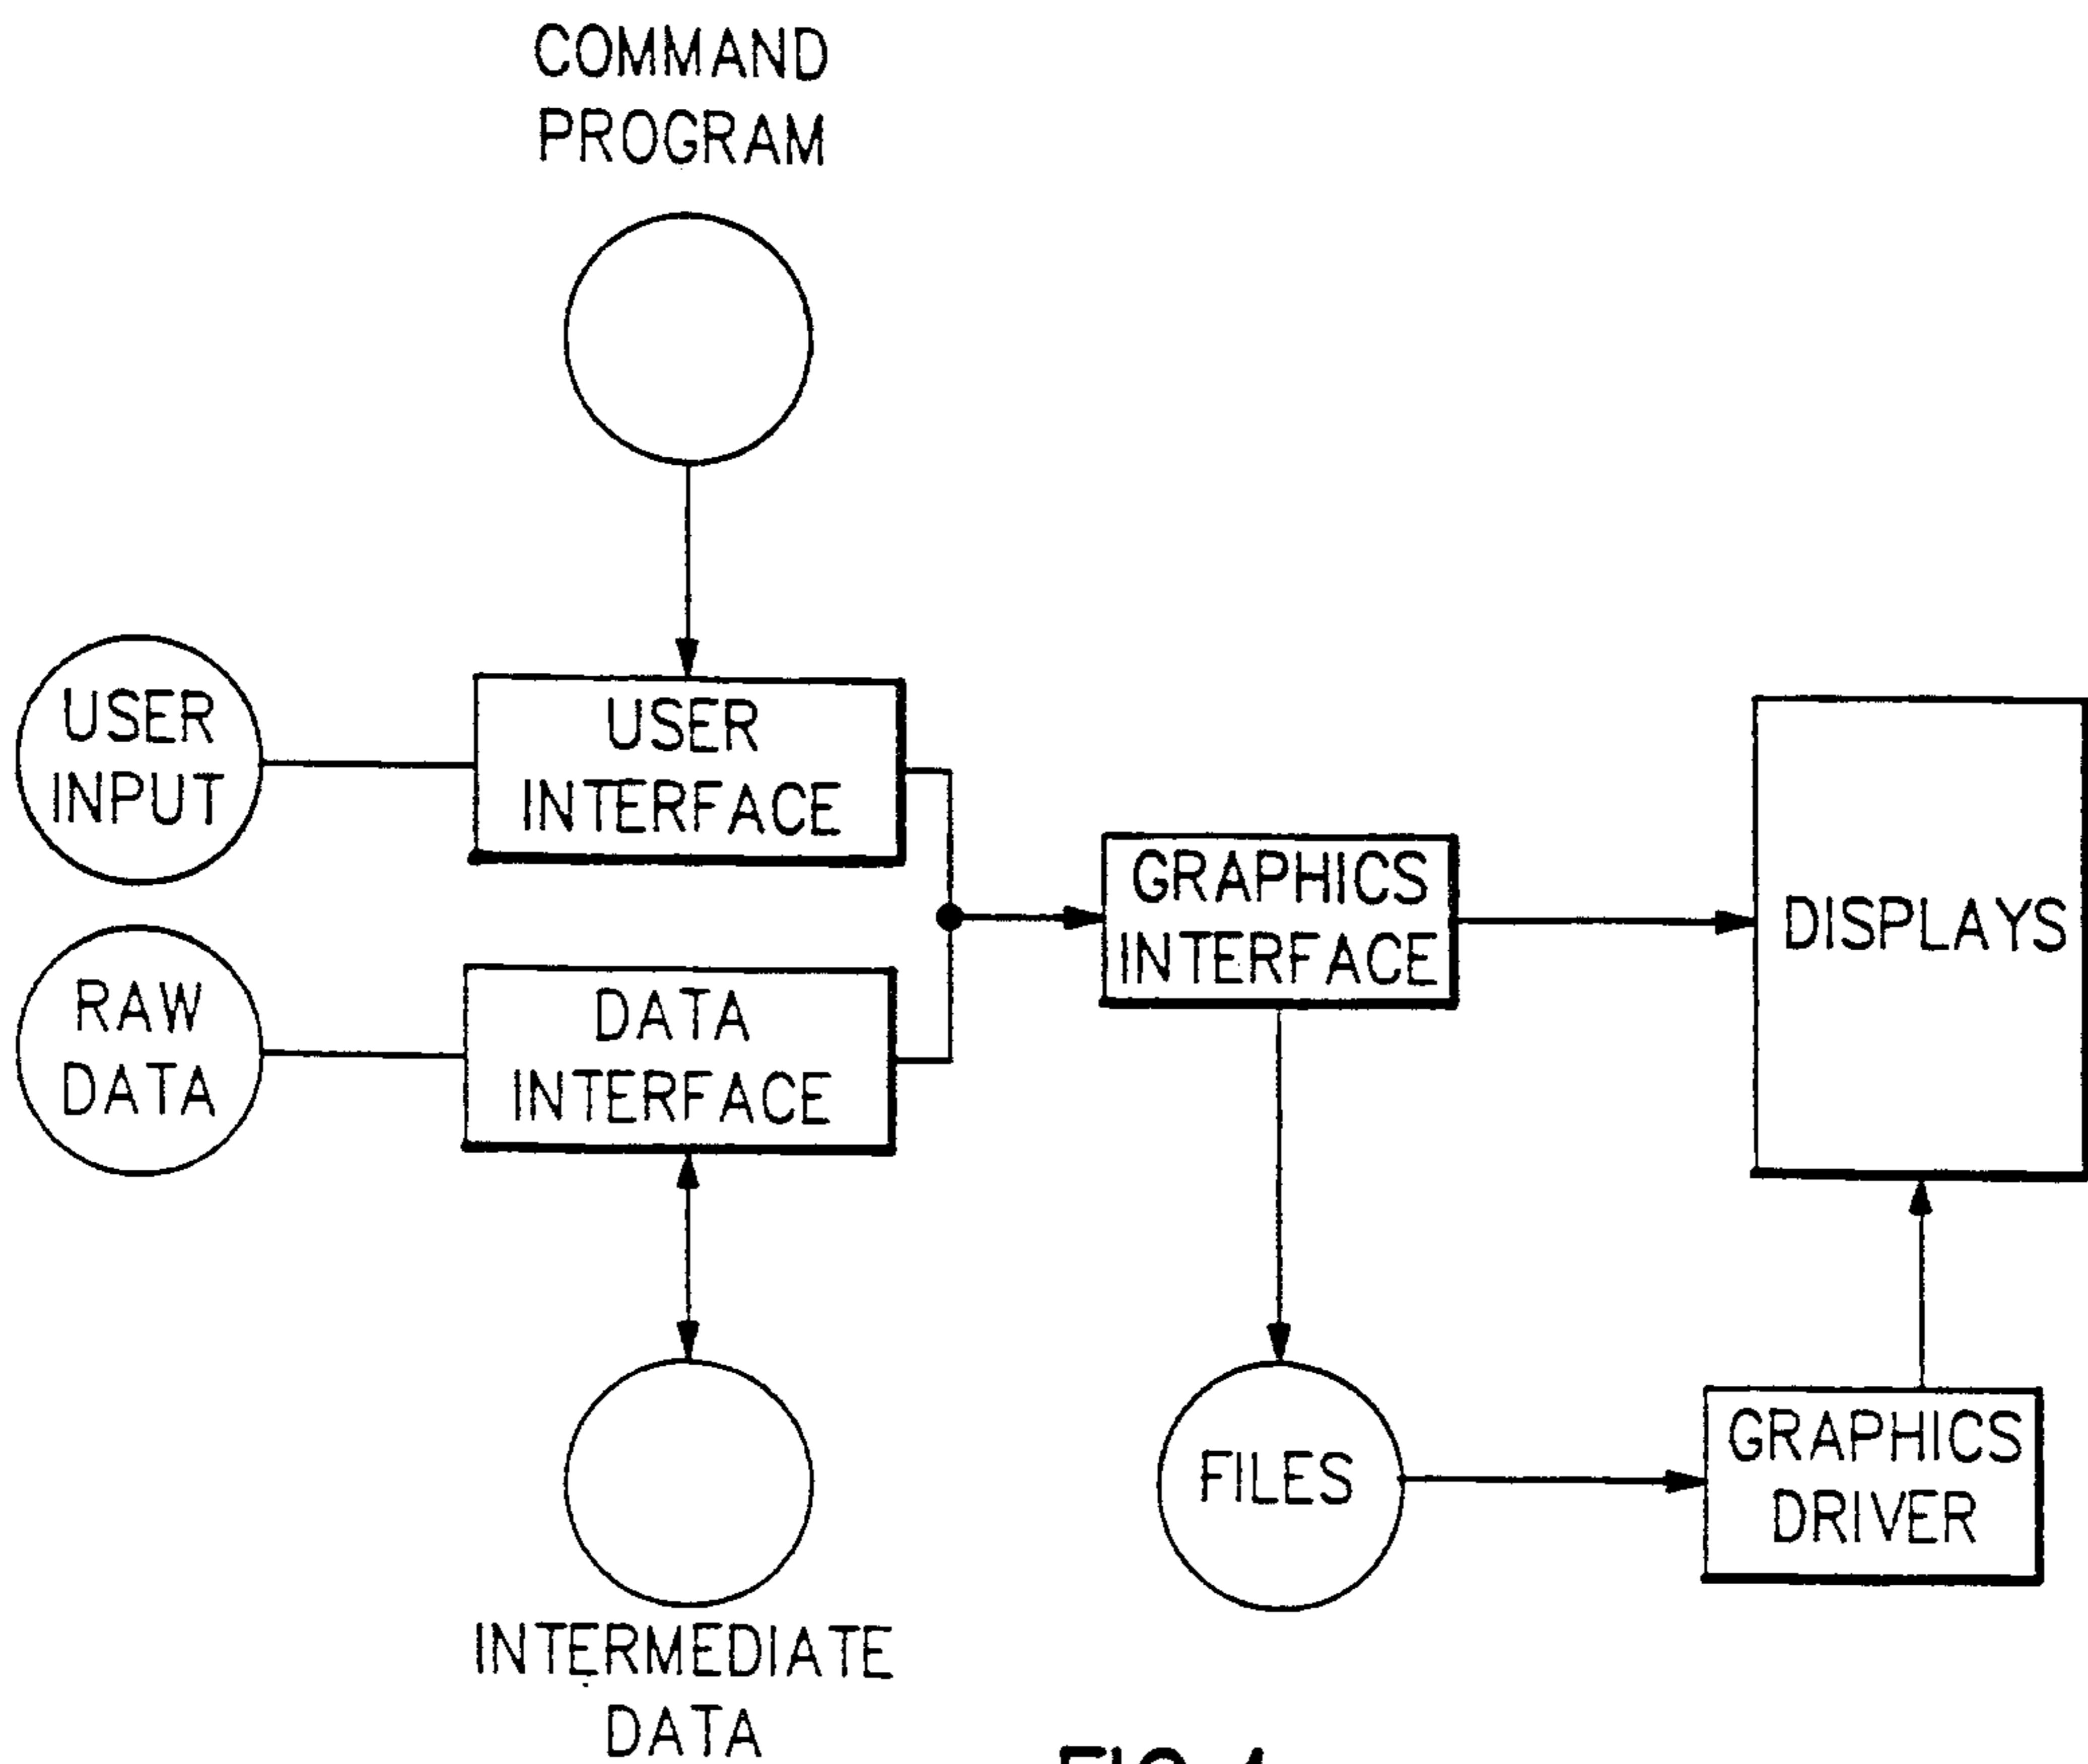 COMMAND
PROGRAM
USER
INPUT
USER
INTERFACE
RAW
DATA
DATA
INTERFACE
GRAPHICS
INTERFACE
DISPLAYS
FILES
GRAPHICS
DRIVER
INTERMEDIATE
DATA